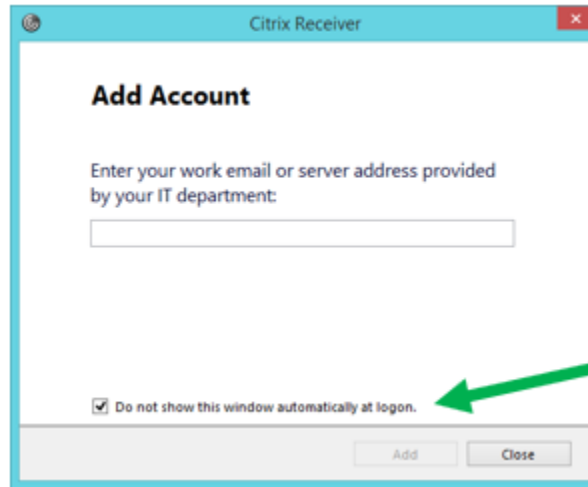 Citrix Receiver
Add Account
Enter your work email or server address provided
by your IT department:
Do not show this window automatically at logon.
Add
Close